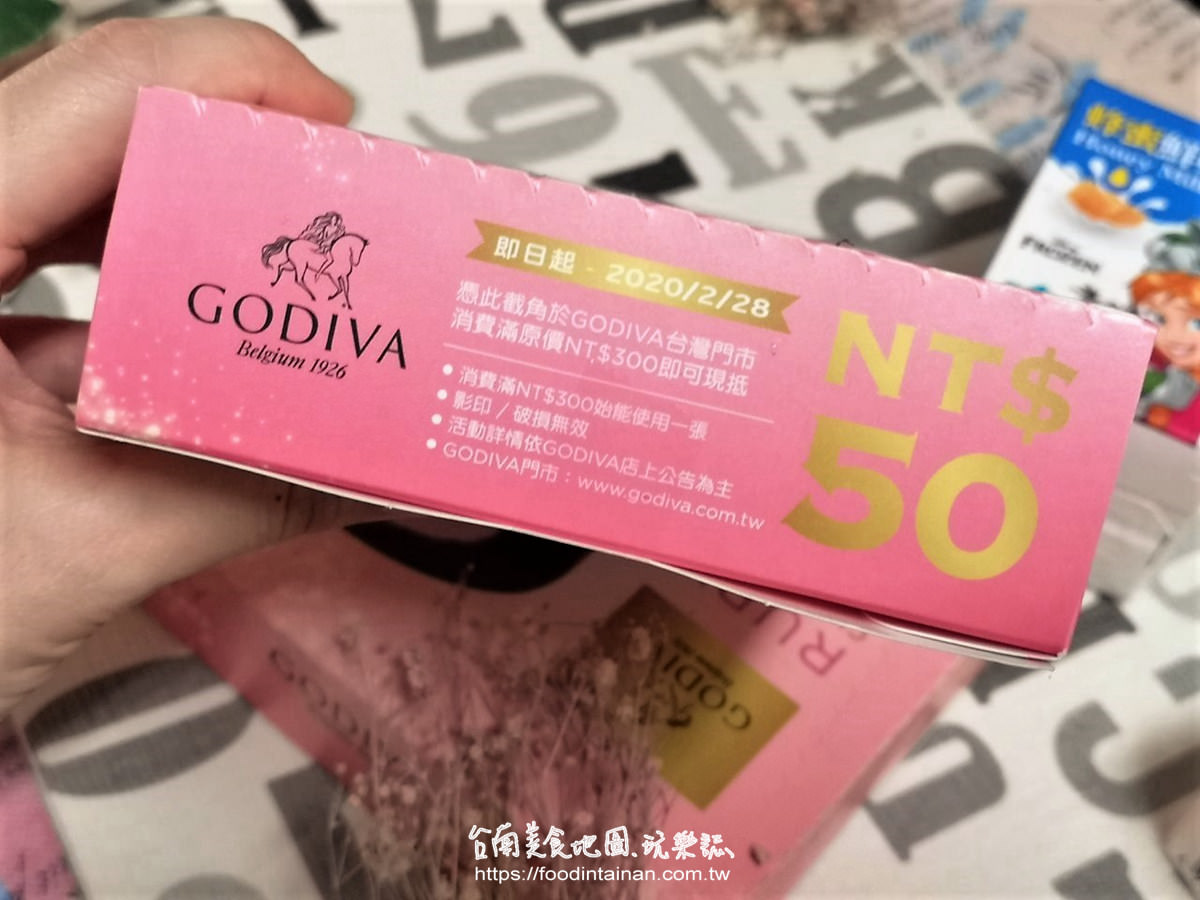 GODIVA
Belgium 1926
即日起 - 2020/2/28
憑此截角於GODIVA台灣門市
消費滿原價NT$300即可現抵
• 消費滿NT$300始能使用一張
• 影印 / 破損無效
• 活動詳情依GODIVA店上公告為主
• GODIVA門市：www.godiva.com.tw
NT$
50
Honey Milk
FROZEN
GODIVA
台南美食地圖.玩樂誌
https://foodintainan.com.tw